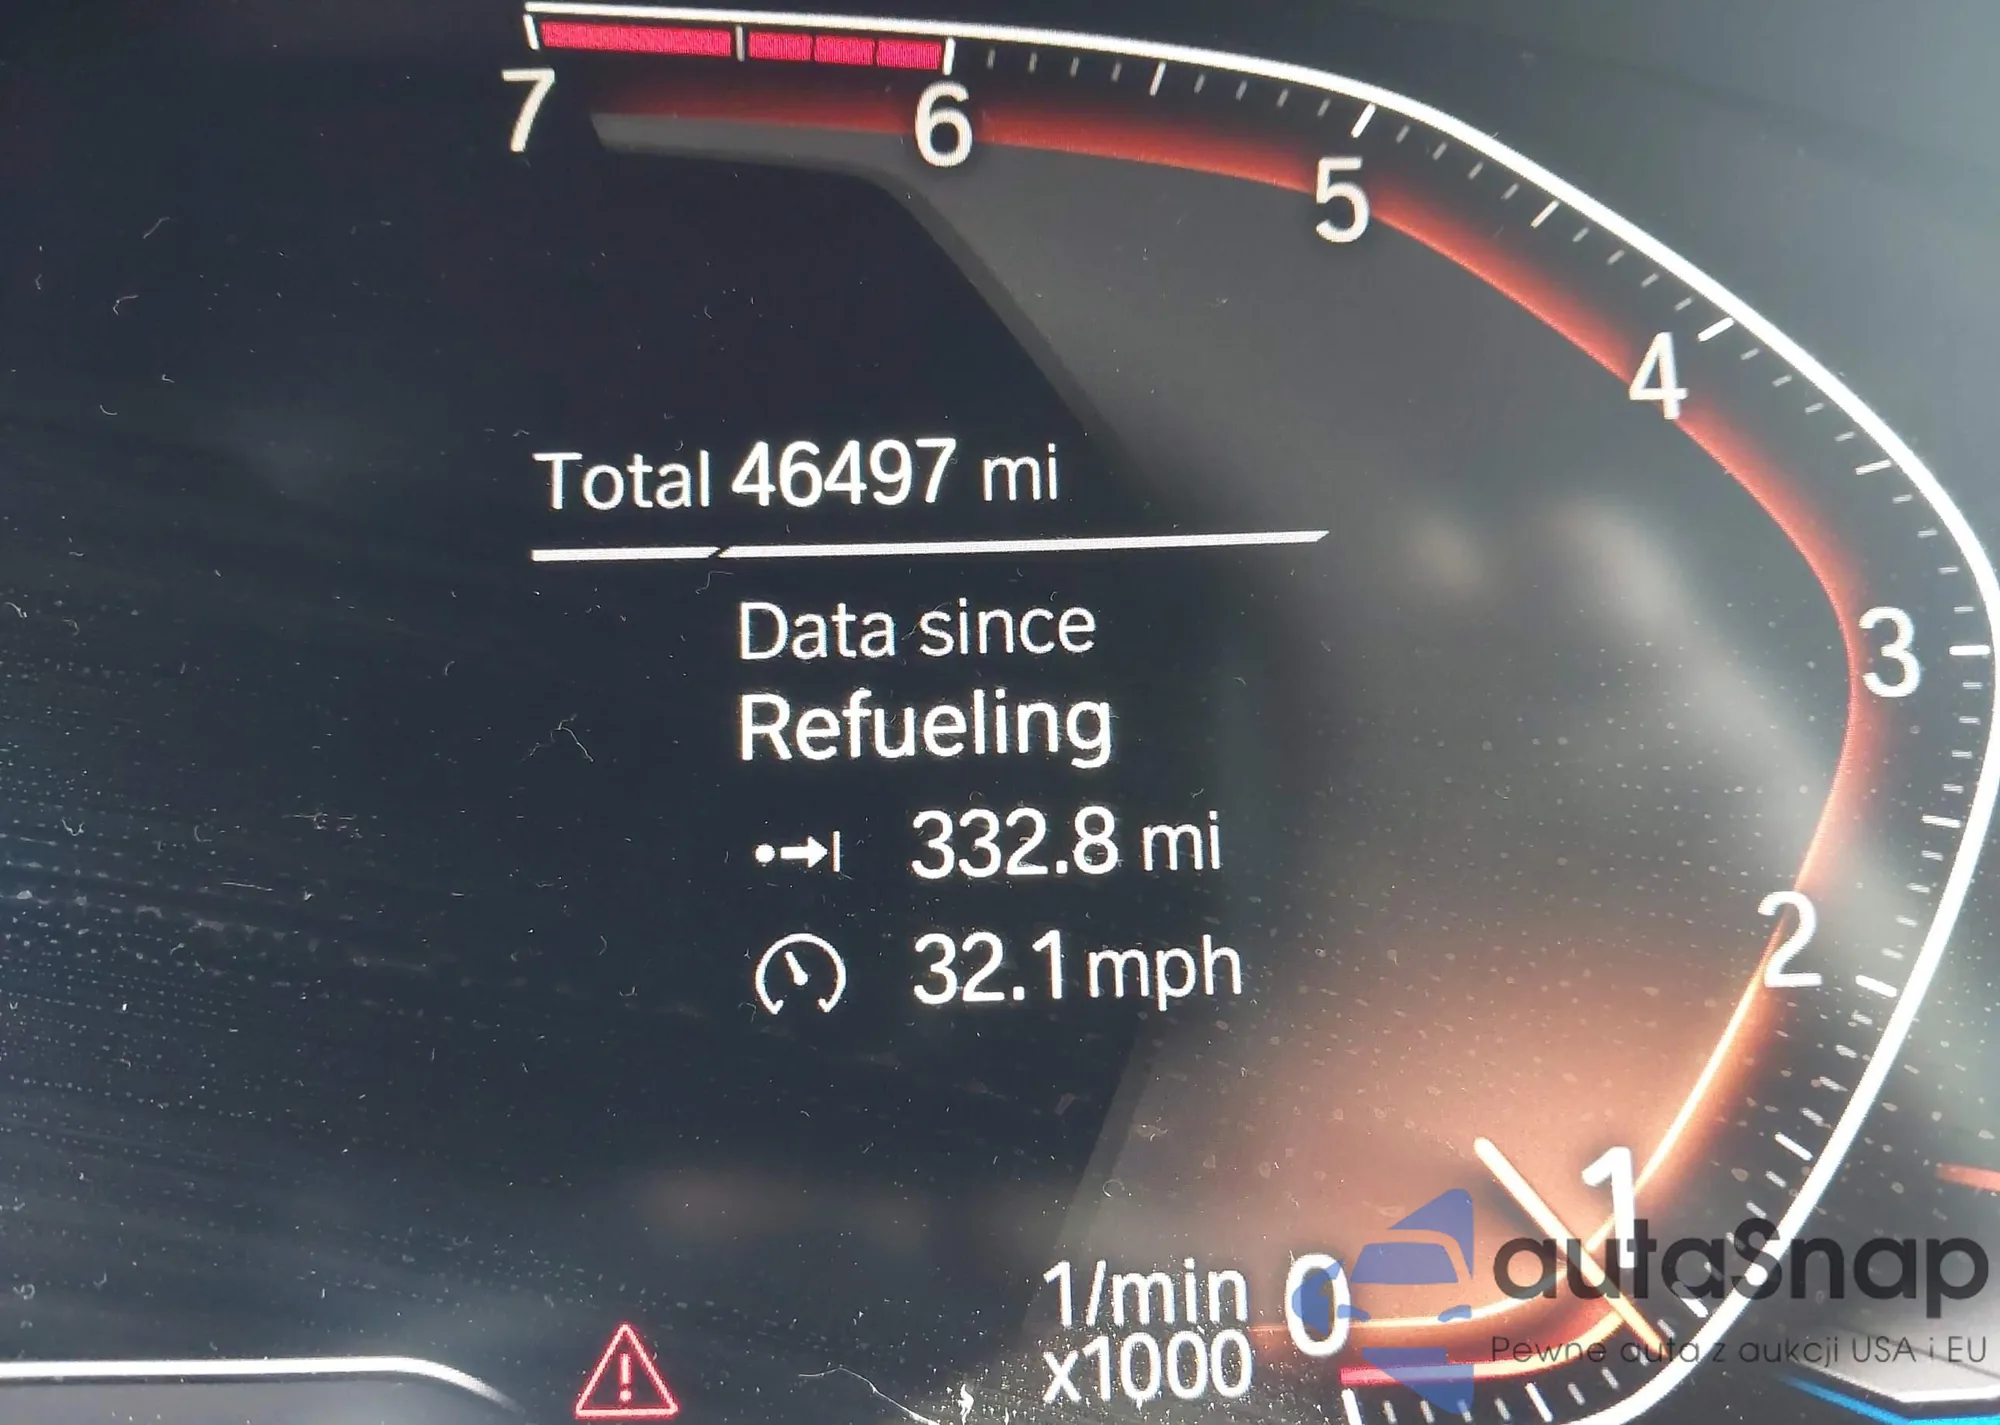 7
6
5
4
Total 46497 mi
Data since
Refueling
3
332.8 mi
32.1 mph
2
1
1/min 0
x1000
autaSnap
Pewne auta z aukcji USA i EU